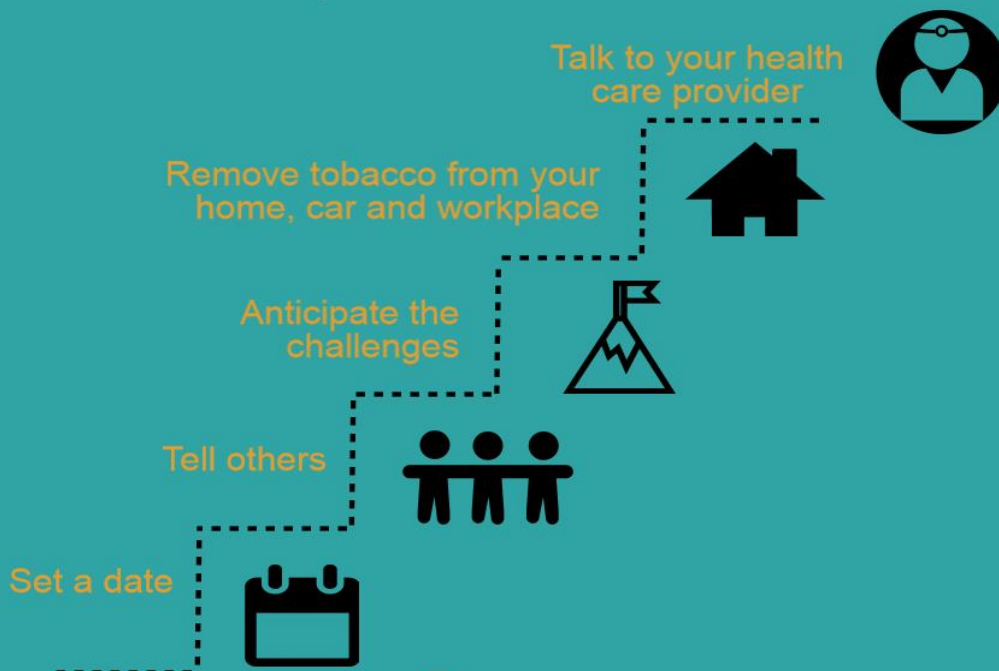 Talk to your health
care provider
Remove tobacco from your
home, car and workplace
Anticipate the
challenges
Tell others
Set a date